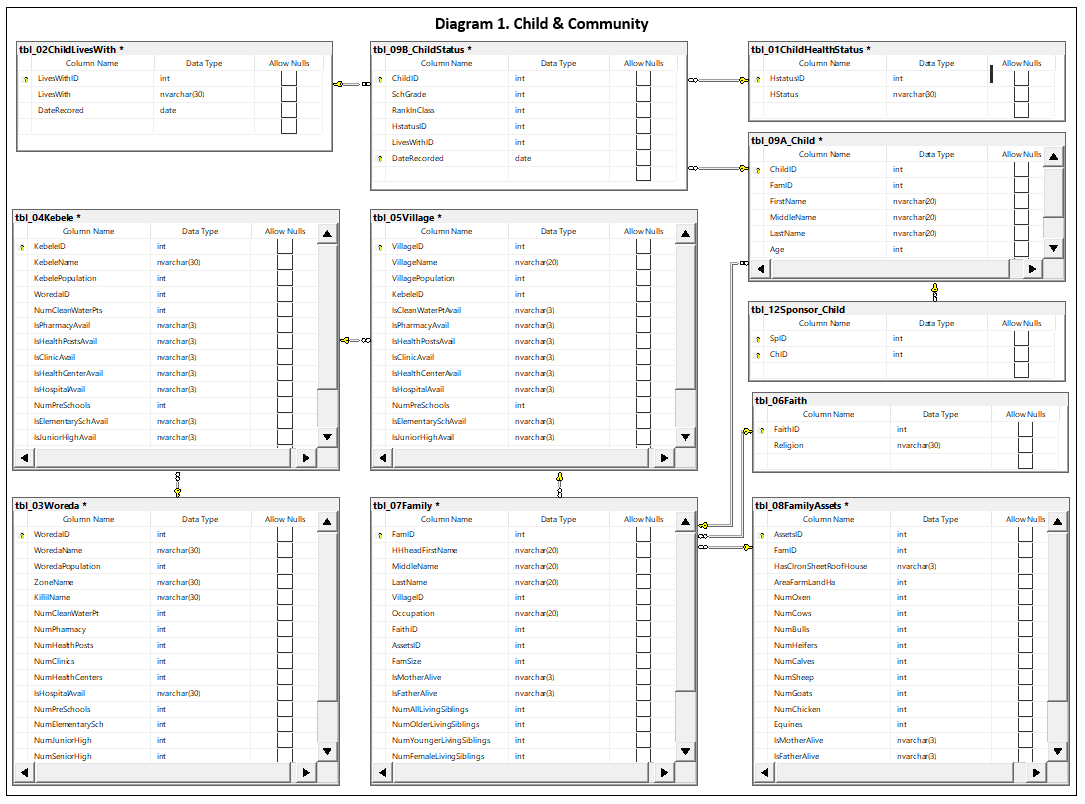 Diagram 1. Child & Community
tbl_02ChildLivesWith *
Column Name Data Type Allow Nulls
LivesWithID int
LivesWith nvarchar(30)
DateRecored date
tbl_09B_ChildStatus *
Column Name Data Type Allow Nulls
ChildID int
SchGrade int
RankInClass int
HstatusID int
LivesWithID int
DateRecorded date
tbl_01ChildHealthStatus *
Column Name Data Type Allow Nulls
HstatusID int
HStatus nvarchar(30)
tbl_09A_Child *
Column Name Data Type Allow Nulls
ChildID int
FamID int
FirstName nvarchar(20)
MiddleName nvarchar(20)
LastName nvarchar(20)
Age int
tbl_04Kebele *
Column Name Data Type Allow Nulls
KebeleID int
KebeleName nvarchar(30)
KebelePopulation int
WoredaID int
NumCleanWaterPts int
IsPharmacyAvail nvarchar(3)
IsHealthPostsAvail nvarchar(3)
IsClinicAvail nvarchar(3)
IsHealthCenterAvail nvarchar(3)
IsHospitalAvail nvarchar(3)
NumPreSchools int
IsElementarySchAvail nvarchar(3)
IsJuniorHighAvail nvarchar(3)
tbl_05Village *
Column Name Data Type Allow Nulls
VillageID int
VillageName nvarchar(20)
VillagePopulation int
KebeleID int
IsCleanWaterPtAvail nvarchar(3)
IsPharmacyAvail nvarchar(3)
IsHealthPostsAvail nvarchar(3)
IsClinicAvail nvarchar(3)
IsHealthCenterAvail nvarchar(3)
IsHospitalAvail nvarchar(3)
NumPreSchools int
IsElementarySchAvail nvarchar(3)
IsJuniorHighAvail nvarchar(3)
tbl_12Sponsor_Child
Column Name Data Type Allow Nulls
SpID int
ChID int
tbl_06Faith
Column Name Data Type Allow Nulls
FaithID int
Religion nvarchar(30)
tbl_03Woreda *
Column Name Data Type Allow Nulls
WoredaID int
WoredaName nvarchar(30)
WoredaPopulation int
ZoneName nvarchar(30)
KillilName nvarchar(30)
NumCleanWaterPt int
NumPharmacy int
NumHealthPosts int
NumClinics int
NumHealthCenters int
IsHospitalAvail nvarchar(30)
NumPreSchools int
NumElementarySch int
NumJuniorHigh int
NumSeniorHigh int
tbl_07Family *
Column Name Data Type Allow Nulls
FamID int
HHheadFirstName nvarchar(20)
MiddleName nvarchar(20)
LastName nvarchar(20)
VillageID int
Occupation nvarchar(20)
FaithID int
AssetsID int
FamSize int
IsMotherAlive nvarchar(3)
IsFatherAlive nvarchar(3)
NumAllLivingSiblings int
NumOlderLivingSiblings int
NumYoungerLivingSiblings int
NumFemaleLivingSiblings int
tbl_08FamilyAssets *
Column Name Data Type Allow Nulls
AssetsID int
FamID int
HasCIronSheetRoofHouse nvarchar(3)
AreaFarmLandHa int
NumOxen int
NumCows int
NumBulls int
NumHeifers int
NumCalves int
NumSheep int
NumGoats int
NumChicken int
Equines int
IsMotherAlive nvarchar(3)
IsFatherAlive nvarchar(3)